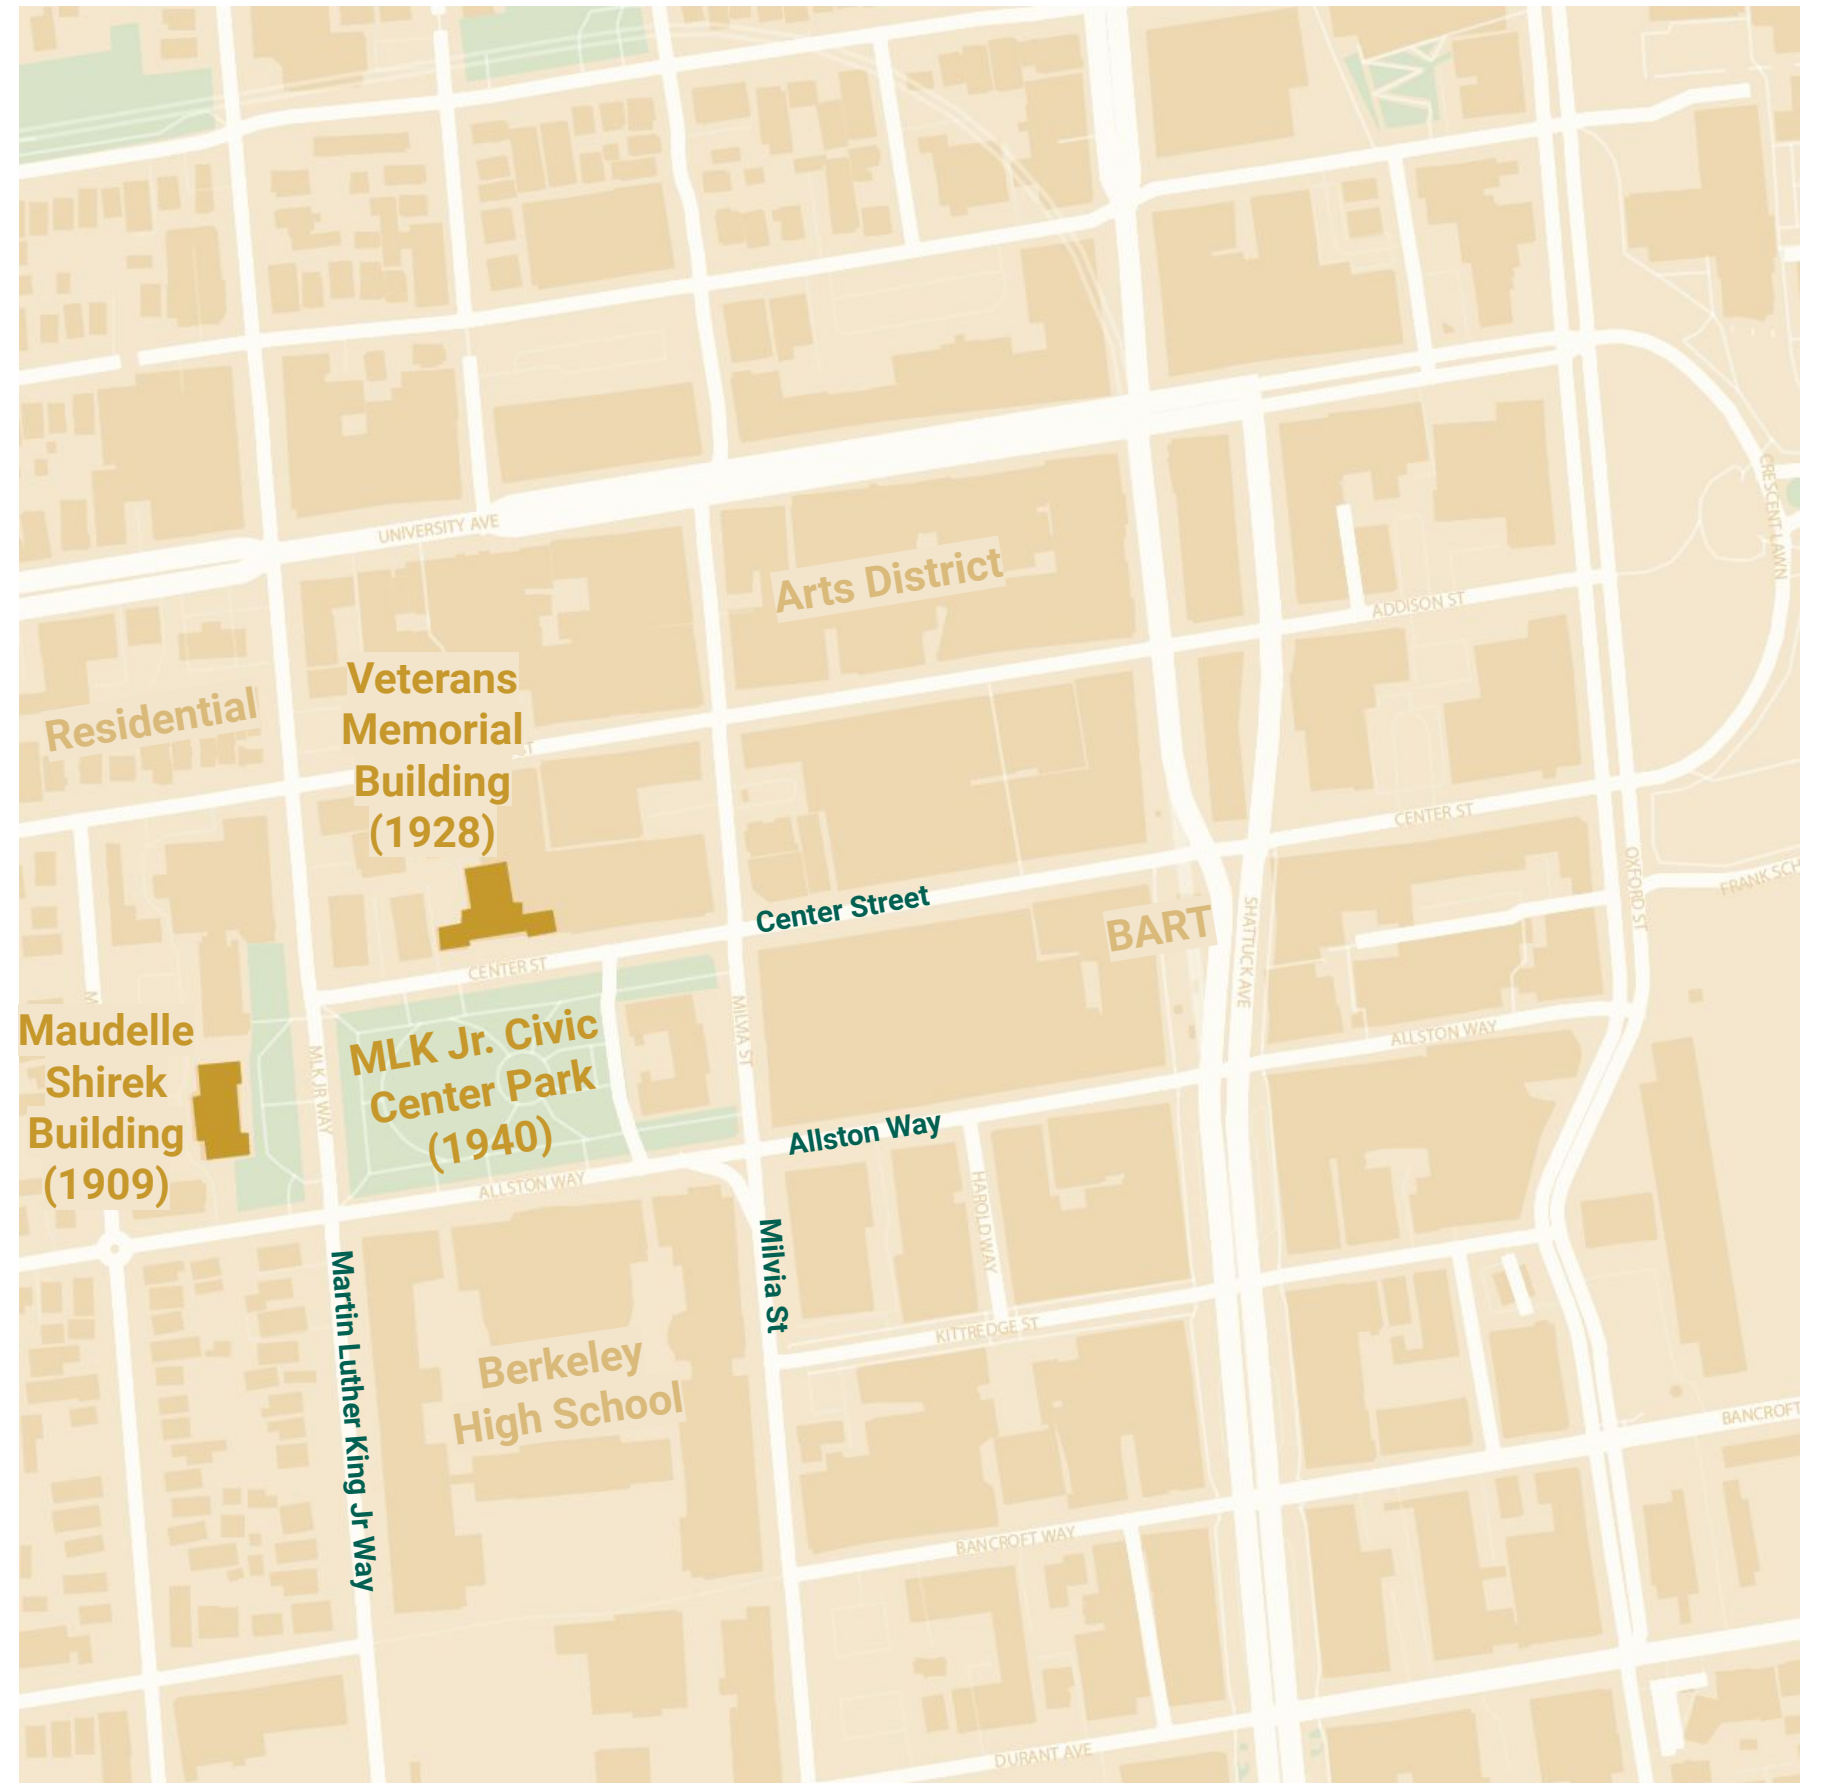 CRESCENT LAWN
UNIVERSITY AVE
Arts District
ADDISON ST
Residential
Veterans
Memorial
Building
(1928)
ST
CENTER ST
OXFORD ST
FRANK SCH
Center Street
BART
SHATTUCK AVE
CENTER ST
MILVIA ST
M
Maudelle
Shirek
Building
(1909)
MLK JR WAY
MLK Jr. Civic
Center Park
(1940)
ALLSTON WAY
Allston Way
ALLSTON WAY
HAROLD WAY
Milvia St
Martin Luther King Jr Way
KITTREDGE ST
Berkeley
High School
BANCROFT
BANCROFT WAY
DURANT AVE